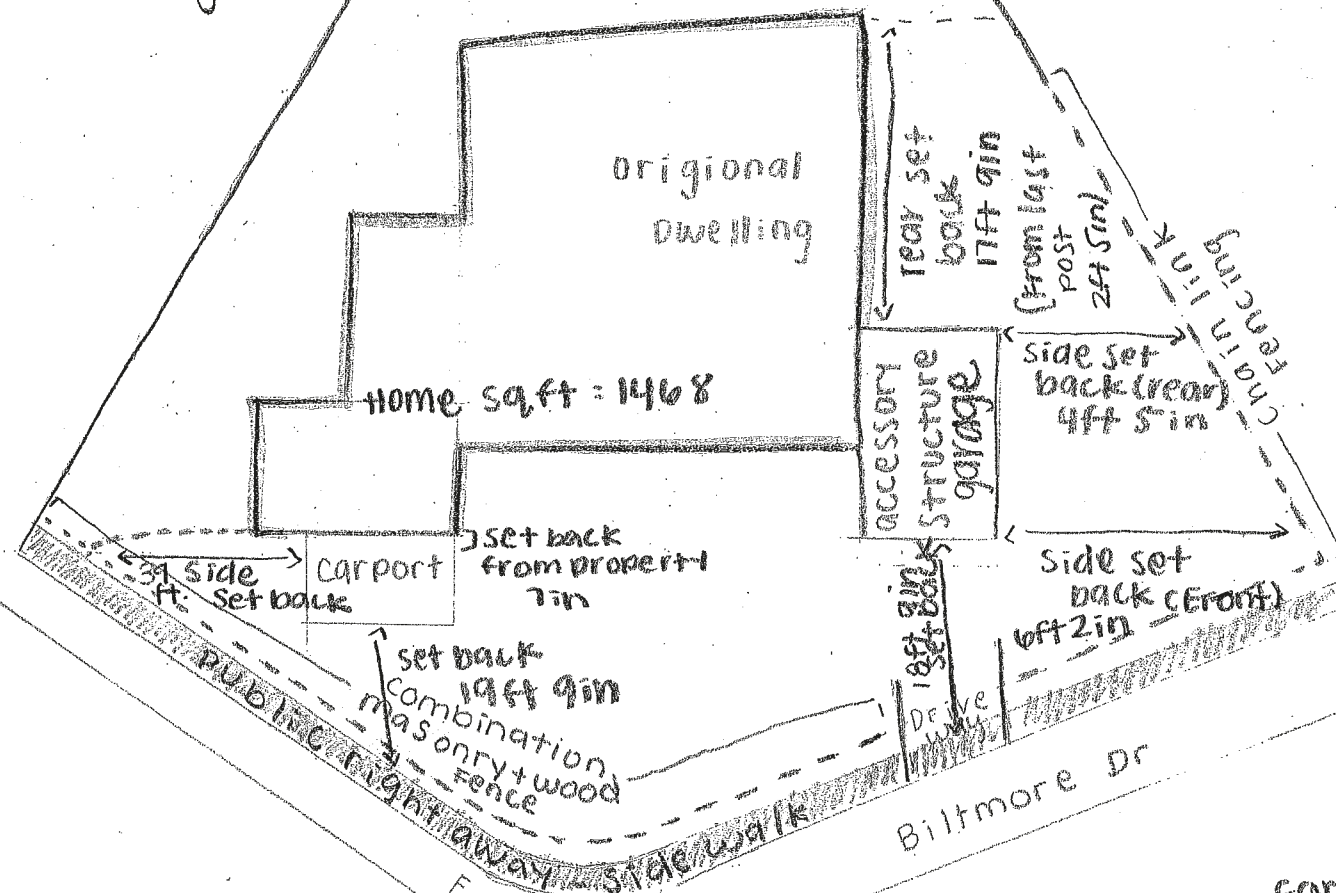 Origional
Dwelling
rear set
back
17ft 9in
(From last
post
2ft 5in)
chain link
Fencing
side set
back (rear)
4ft 5in
Home sq.ft = 1468
accessory
structure
garage
set back
from property
7in
carport
39 side
ft. set back
side set
back (Front)
6ft 2in
18ft 9in
set back
set back
19ft 9in
combination
masonry + wood
Fence
Drive
way
public right away - sidewalk
Biltmore Dr